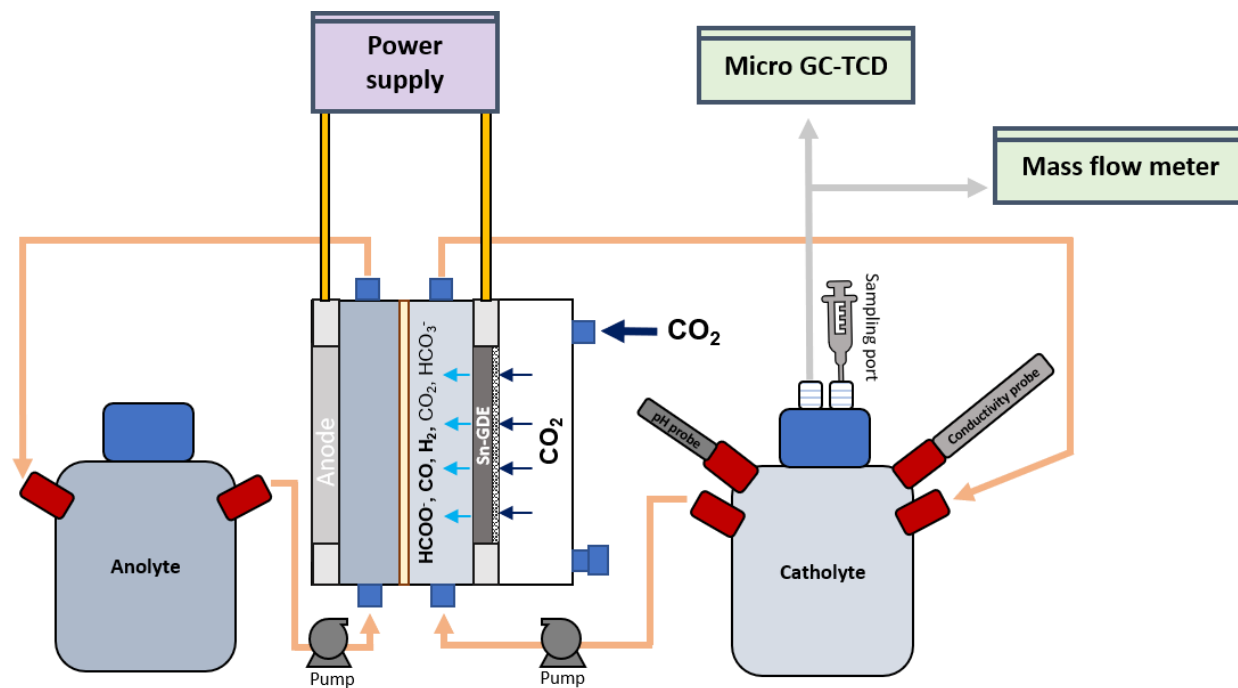 Power
supply
Micro GC-TCD
Mass flow meter
Sampling port
CO₂
Anode
HCOO⁻, CO, H₂, CO₂, HCO₃⁻
Sn-GDE
CO₂
pH probe
Conductivity probe
Anolyte
Catholyte
Pump
Pump